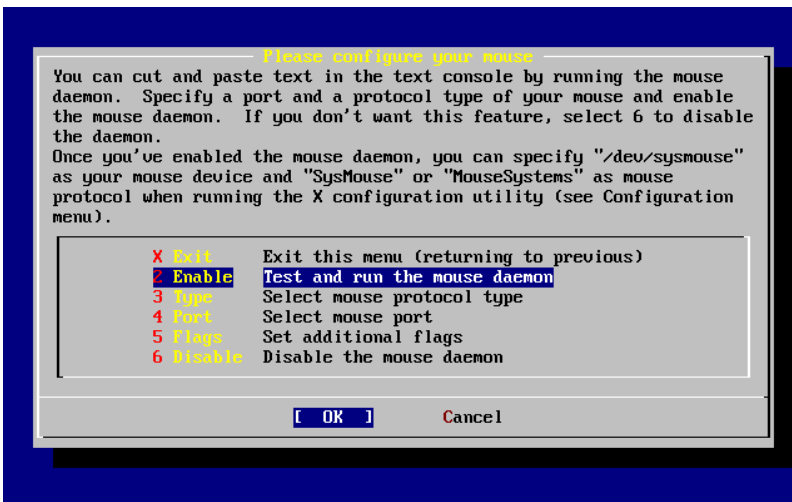 Please configure your mouse
You can cut and paste text in the text console by running the mouse
daemon.  Specify a port and a protocol type of your mouse and enable
the mouse daemon.  If you don't want this feature, select 6 to disable
the daemon.
Once you've enabled the mouse daemon, you can specify "/dev/sysmouse"
as your mouse device and "SysMouse" or "MouseSystems" as mouse
protocol when running the X configuration utility (see Configuration
menu).
X Exit     Exit this menu (returning to previous)
2 Enable   Test and run the mouse daemon
3 Type     Select mouse protocol type
4 Port     Select mouse port
5 Flags    Set additional flags
6 Disable  Disable the mouse daemon
[  OK  ]       Cancel